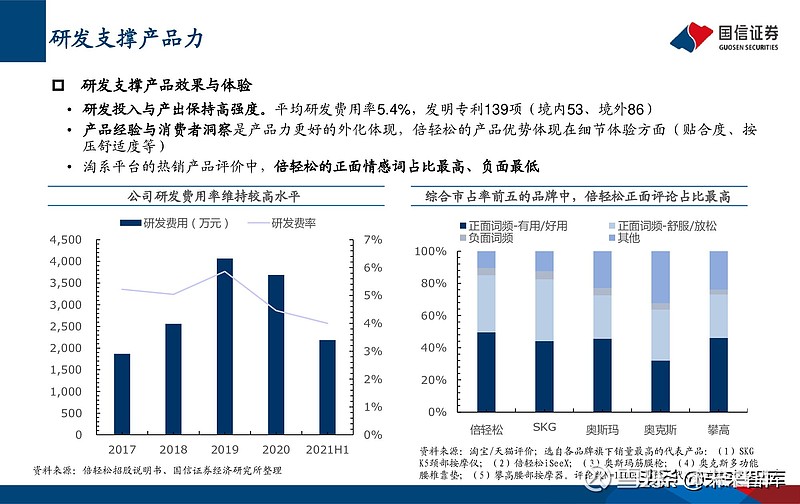 研发支撑产品力
国信证券
GUOSEN SECURITIES
研发支撑产品效果与体验
• 研发投入与产出保持高强度。平均研发费用率5.4%，发明专利139项（境内53、境外86）
• 产品经验与消费者洞察是产品力更好的外化体现，倍轻松的产品优势体现在细节体验方面（贴合度、按
压舒适度等）
• 淘系平台的热销产品评价中，倍轻松的正面情感词占比最高、负面最低
公司研发费用率维持较高水平
研发费用（万元） 研发费率
4,500
4,000
3,500
3,000
2,500
2,000
1,500
1,000
500
0
7%
6%
5%
4%
3%
2%
1%
0%
2017 2018 2019 2020 2021H1
资料来源：倍轻松招股说明书、国信证券经济研究所整理
综合市占率前五的品牌中，倍轻松正面评论占比最高
正面词频-有用/好用 正面词频-舒服/放松
负面词频 其他
100%
80%
60%
40%
20%
0%
倍轻松 SKG 奥斯玛 奥克斯 攀高
资料来源：淘宝/天猫评价；选自各品牌旗下销量最高的代表产品：（1）SKG
K5颈部按摩仪；（2）倍轻松iSeeX；（3）奥斯玛筋膜枪；（4）奥克斯多功能
腰椎靠垫；（5）攀高腰部按摩器。评论数